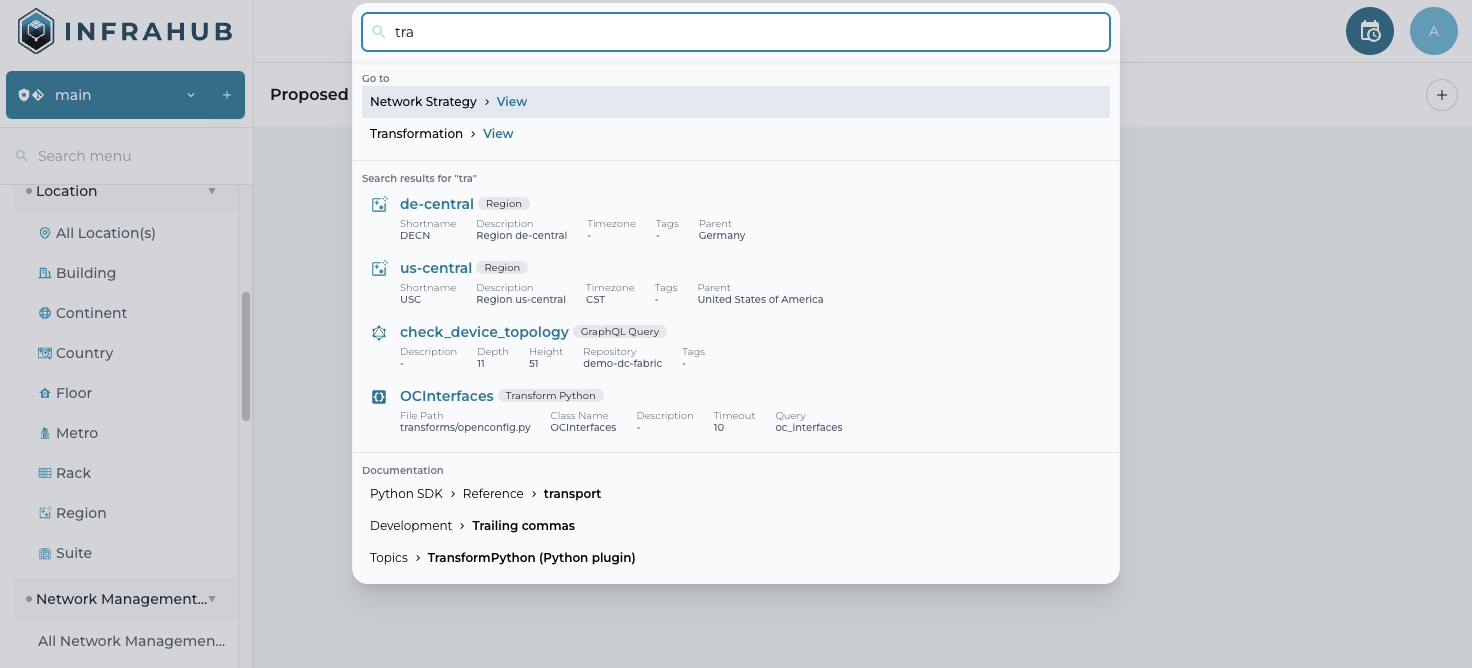 INFRAHUB
main
+
Search menu
Location
All Location(s)
Building
Continent
Country
Floor
Metro
Rack
Region
Suite
Network Management...
All Network Managemen...
Proposed
A
+
tra
Go to
Network Strategy > View
Transformation > View
Search results for "tra"
de-central Region
Shortname Description Timezone Tags Parent
DECN Region de-central - - Germany
us-central Region
Shortname Description Timezone Tags Parent
USC Region us-central CST - United States of America
check_device_topology GraphQL Query
Description Depth Height Repository Tags
- 11 51 demo-dc-fabric -
OCInterfaces Transform Python
File Path Class Name Description Timeout Query
transforms/openconfig.py OCInterfaces - 10 oc_interfaces
Documentation
Python SDK > Reference > transport
Development > Trailing commas
Topics > TransformPython (Python plugin)